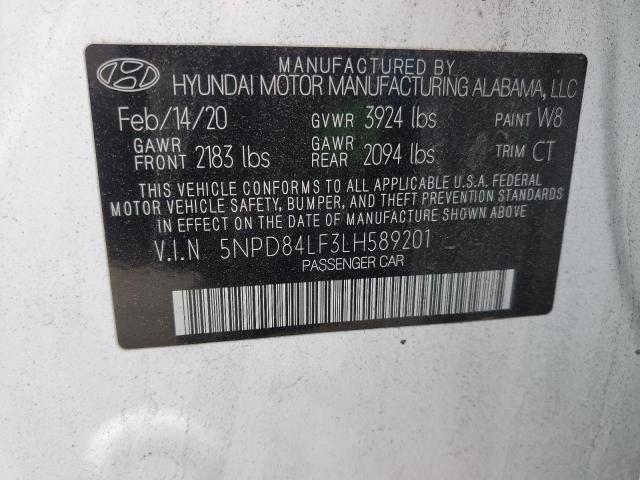 MANUFACTURED BY
HYUNDAI MOTOR MANUFACTURING ALABAMA, LLC
Feb/14/20 GVWR 3924 lbs PAINT W8
GAWR FRONT 2183 lbs GAWR REAR 2094 lbs TRIM CT
THIS VEHICLE CONFORMS TO ALL APPLICABLE U.S.A. FEDERAL
MOTOR VEHICLE SAFETY, BUMPER, AND THEFT PREVENTION STANDARDS
IN EFFECT ON THE DATE OF MANUFACTURE SHOWN ABOVE
V.I.N 5NPD84LF3LH589201
PASSENGER CAR